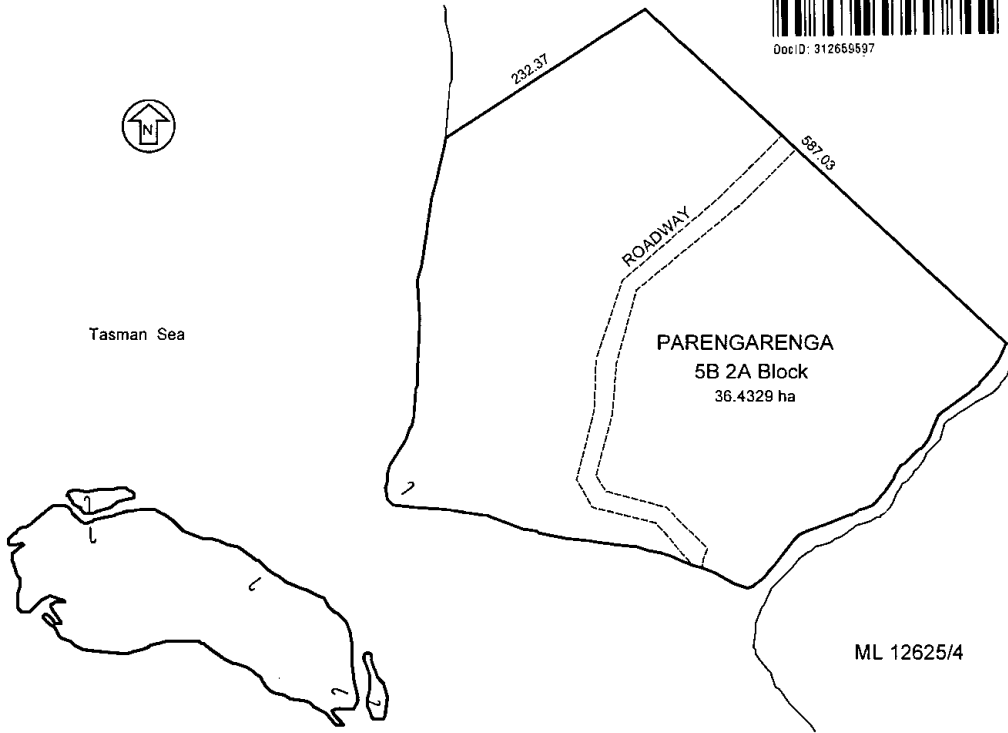 DocID: 312659597
232.37
N
587.03
ROADWAY
Tasman Sea
PARENGARENGA
5B 2A Block
36.4329 ha
ML 12625/4